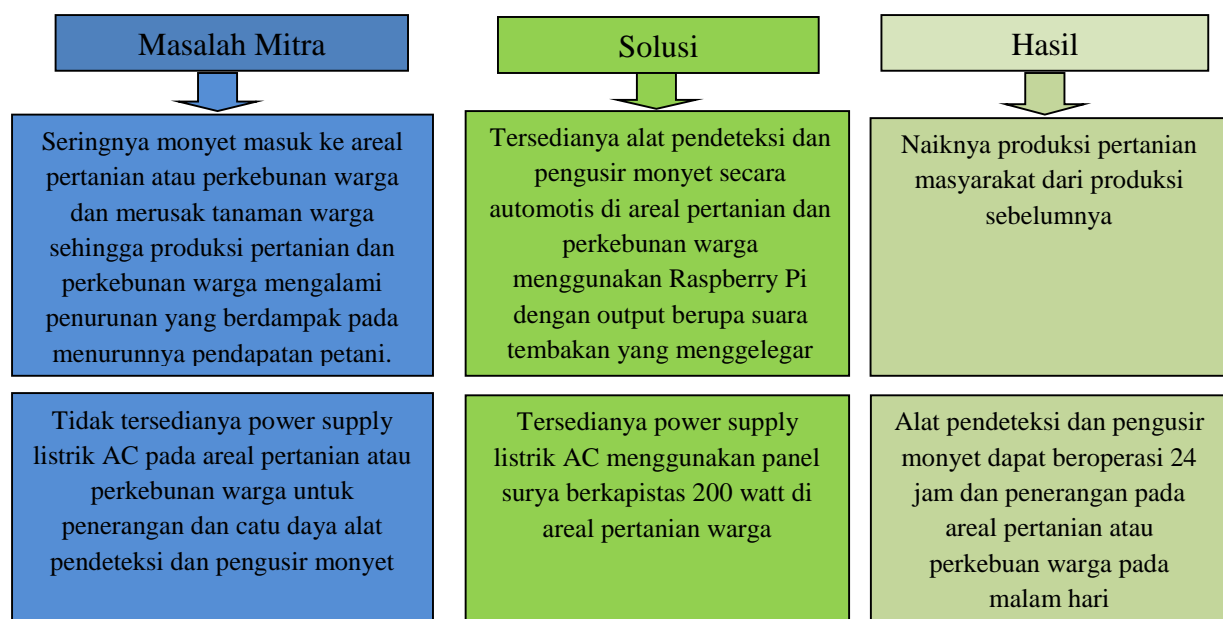 Masalah Mitra
Seringnya monyet masuk ke areal
pertanian atau perkebunan warga
dan merusak tanaman warga
sehingga produksi pertanian dan
perkebunan warga mengalami
penurunan yang berdampak pada
menurunnya pendapatan petani.
Tidak tersedianya power supply
listrik AC pada areal pertanian atau
perkebunan warga untuk
penerangan dan catu daya alat
pendeteksi dan pengusir monyet
Solusi
Tersedianya alat pendeteksi dan
pengusir monyet secara
automotis di areal pertanian dan
perkebunan warga
menggunakan Raspberry Pi
dengan output berupa suara
tembakan yang menggelegar
Tersedianya power supply
listrik AC menggunakan panel
surya berkapistas 200 watt di
areal pertanian warga
Hasil
Naiknya produksi pertanian
masyarakat dari produksi
sebelumnya
Alat pendeteksi dan pengusir
monyet dapat beroperasi 24
jam dan penerangan pada
areal pertanian atau
perkebuan warga pada
malam hari